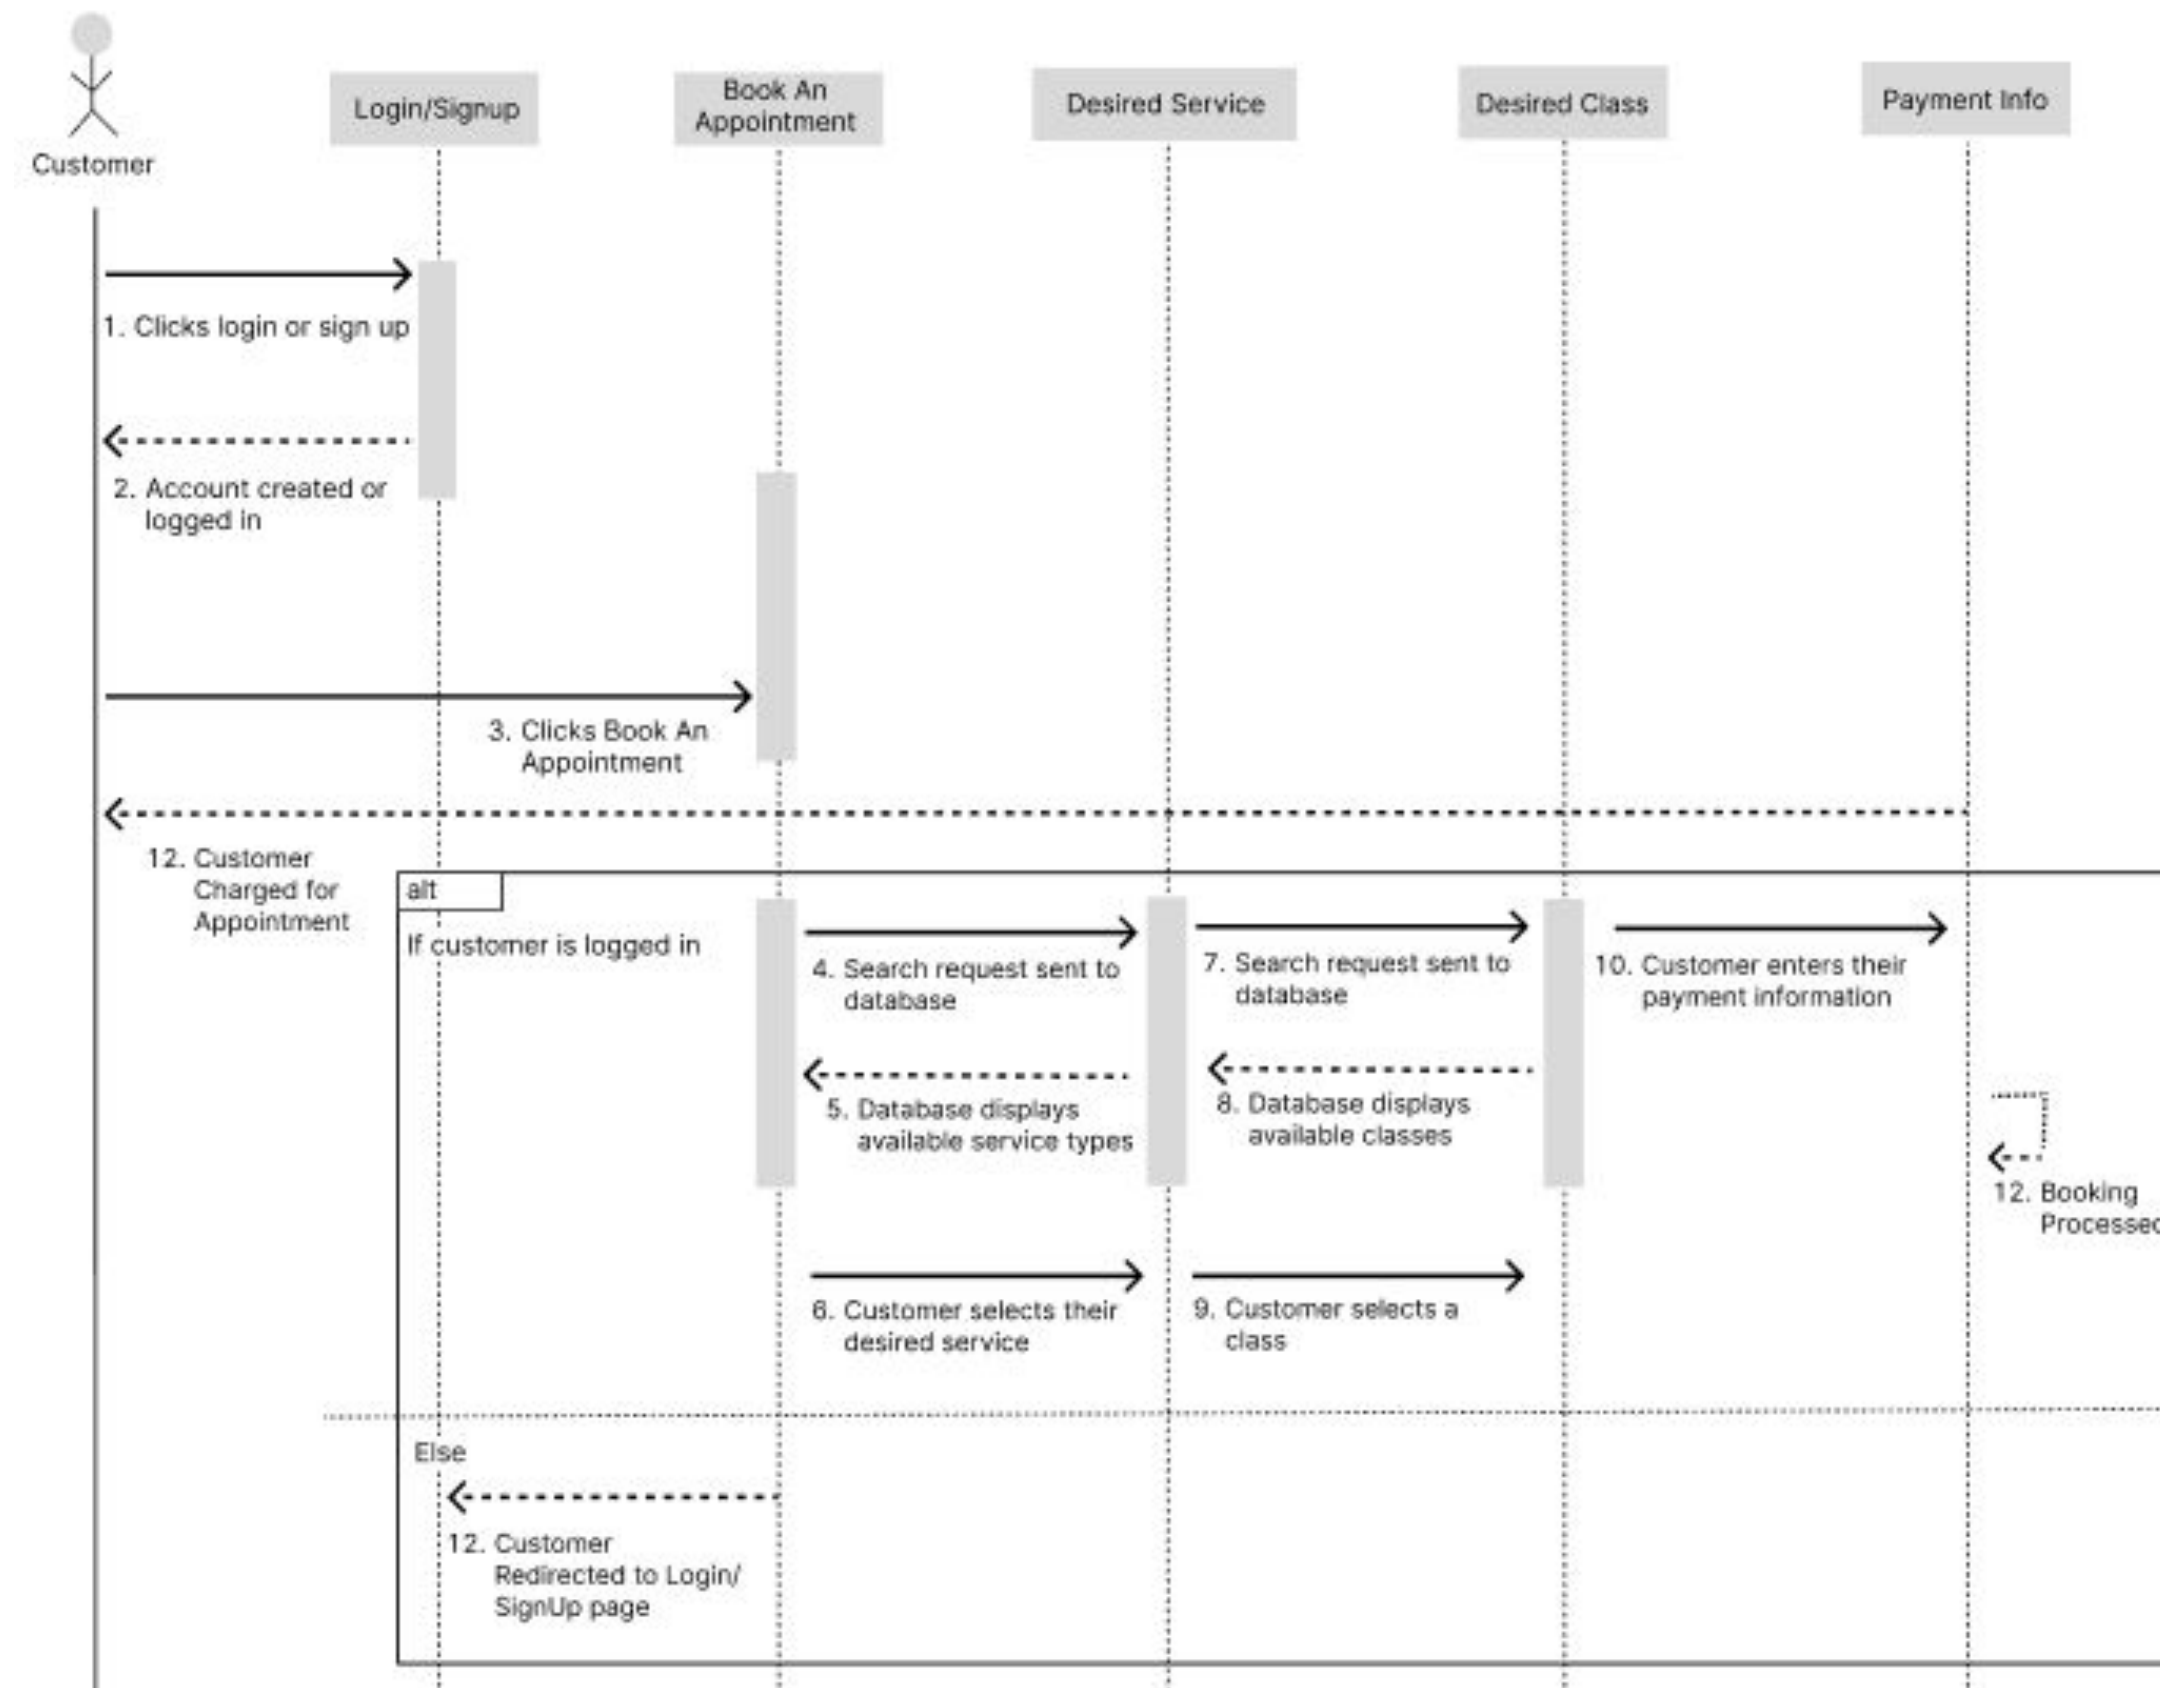 Customer
Login/Signup
Book An
Appointment
Desired Service
Desired Class
Payment Info
1. Clicks login or sign up
2. Account created or
logged in
3. Clicks Book An
Appointment
12. Customer
Charged for
Appointment
alt
If customer is logged in
4. Search request sent to
database
7. Search request sent to
database
10. Customer enters their
payment information
5. Database displays
available service types
8. Database displays
available classes
12. Booking
Processed
6. Customer selects their
desired service
9. Customer selects a
class
Else
12. Customer
Redirected to Login/
SignUp page